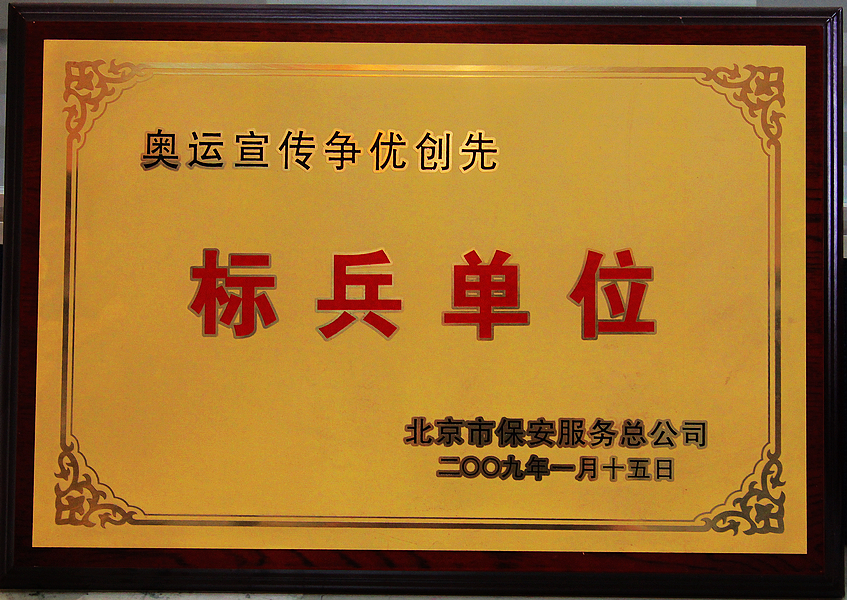 奥运宣传争优创先
标兵单位
北京市保安服务总公司
二〇〇九年一月十五日